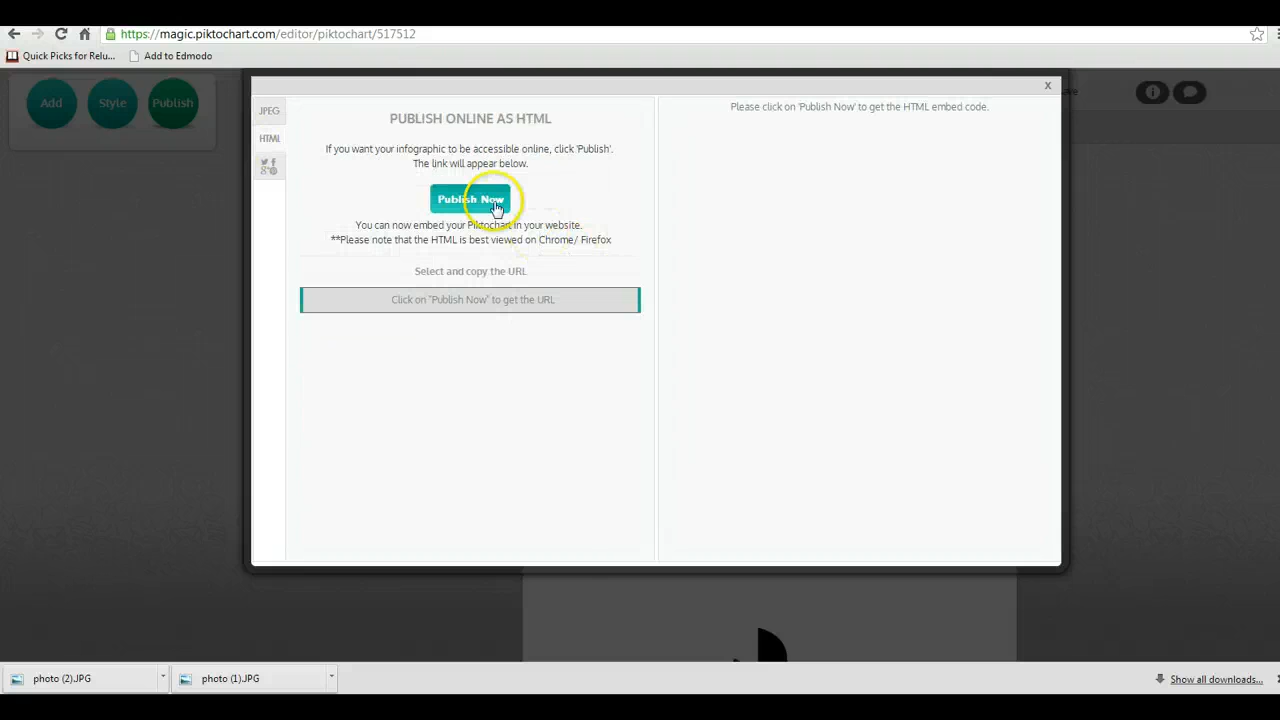 https://magic.piktochart.com/editor/piktochart/517512
Quick Picks for Relu...
Add to Edmodo
Add
Style
Publish
x
JPEG
HTML
PUBLISH ONLINE AS HTML
If you want your infographic to be accessible online, click 'Publish'.
The link will appear below.
Publish Now
You can now embed your Piktochart in your website.
**Please note that the HTML is best viewed on Chrome/ Firefox
Select and copy the URL
Click on "Publish Now" to get the URL
Please click on 'Publish Now' to get the HTML embed code.
photo (2).JPG
photo (1).JPG
Show all downloads...